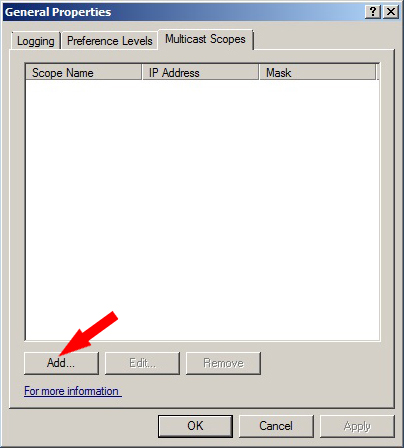 General Properties
Logging Preference Levels Multicast Scopes
Scope Name IP Address Mask
Add... Edit... Remove
For more information
OK Cancel Apply